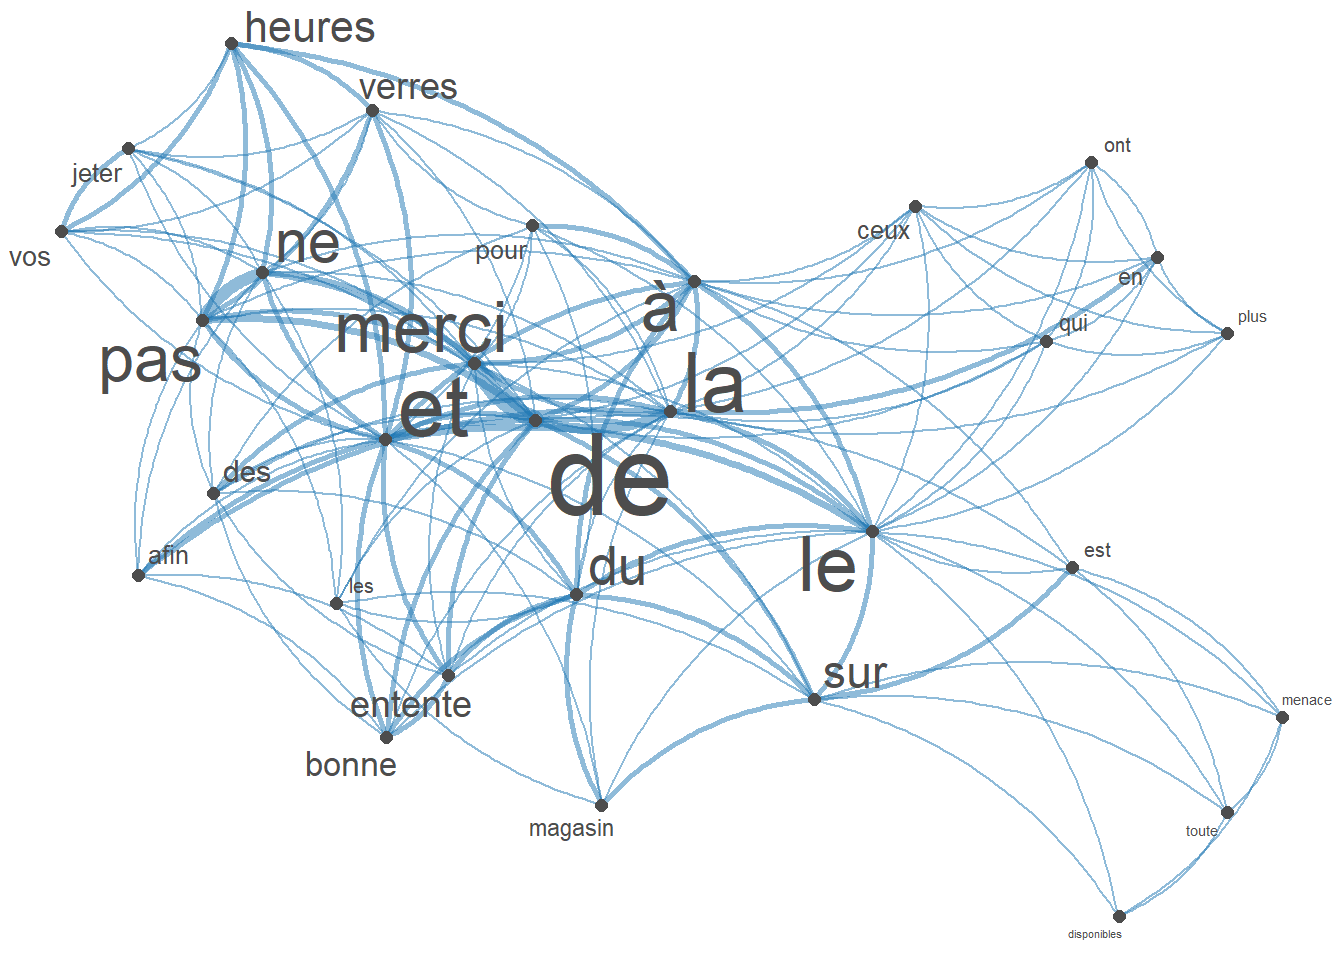 heures
verres
ont
jeter
ceux
ne
pour
vos
en
à
merci
plus
qui
pas
la
et
des
de
afin
est
du
le
les
sur
entente
menace
bonne
magasin
toute
disponibles